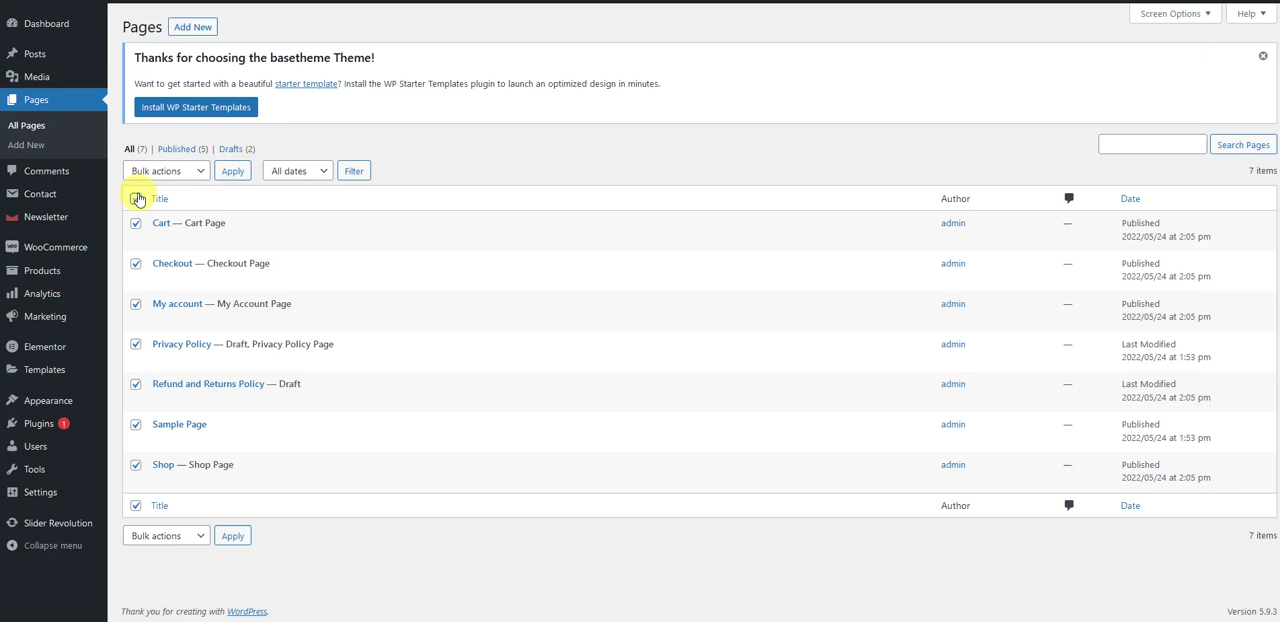 Dashboard
Posts
Media
Pages
All Pages
Add New
Comments
Contact
Newsletter
WooCommerce
Products
Analytics
Marketing
Elementor
Templates
Appearance
Plugins 1
Users
Tools
Settings
Slider Revolution
Collapse menu
Screen Options ▼ Help ▼
Pages Add New
Thanks for choosing the basetheme Theme!
Want to get started with a beautiful starter template? Install the WP Starter Templates plugin to launch an optimized design in minutes.
Install WP Starter Templates
All (7) | Published (5) | Drafts (2)
Search Pages
Bulk actions Apply All dates Filter 7 items
Title Author Date
Cart — Cart Page admin — Published
2022/05/24 at 2:05 pm
Checkout — Checkout Page admin — Published
2022/05/24 at 2:05 pm
My account — My Account Page admin — Published
2022/05/24 at 2:05 pm
Privacy Policy — Draft, Privacy Policy Page admin — Last Modified
2022/05/24 at 1:53 pm
Refund and Returns Policy — Draft admin — Last Modified
2022/05/24 at 2:05 pm
Sample Page admin — Published
2022/05/24 at 1:53 pm
Shop — Shop Page admin — Published
2022/05/24 at 2:05 pm
Title Author Date
Bulk actions Apply 7 items
Thank you for creating with WordPress. Version 5.9.3